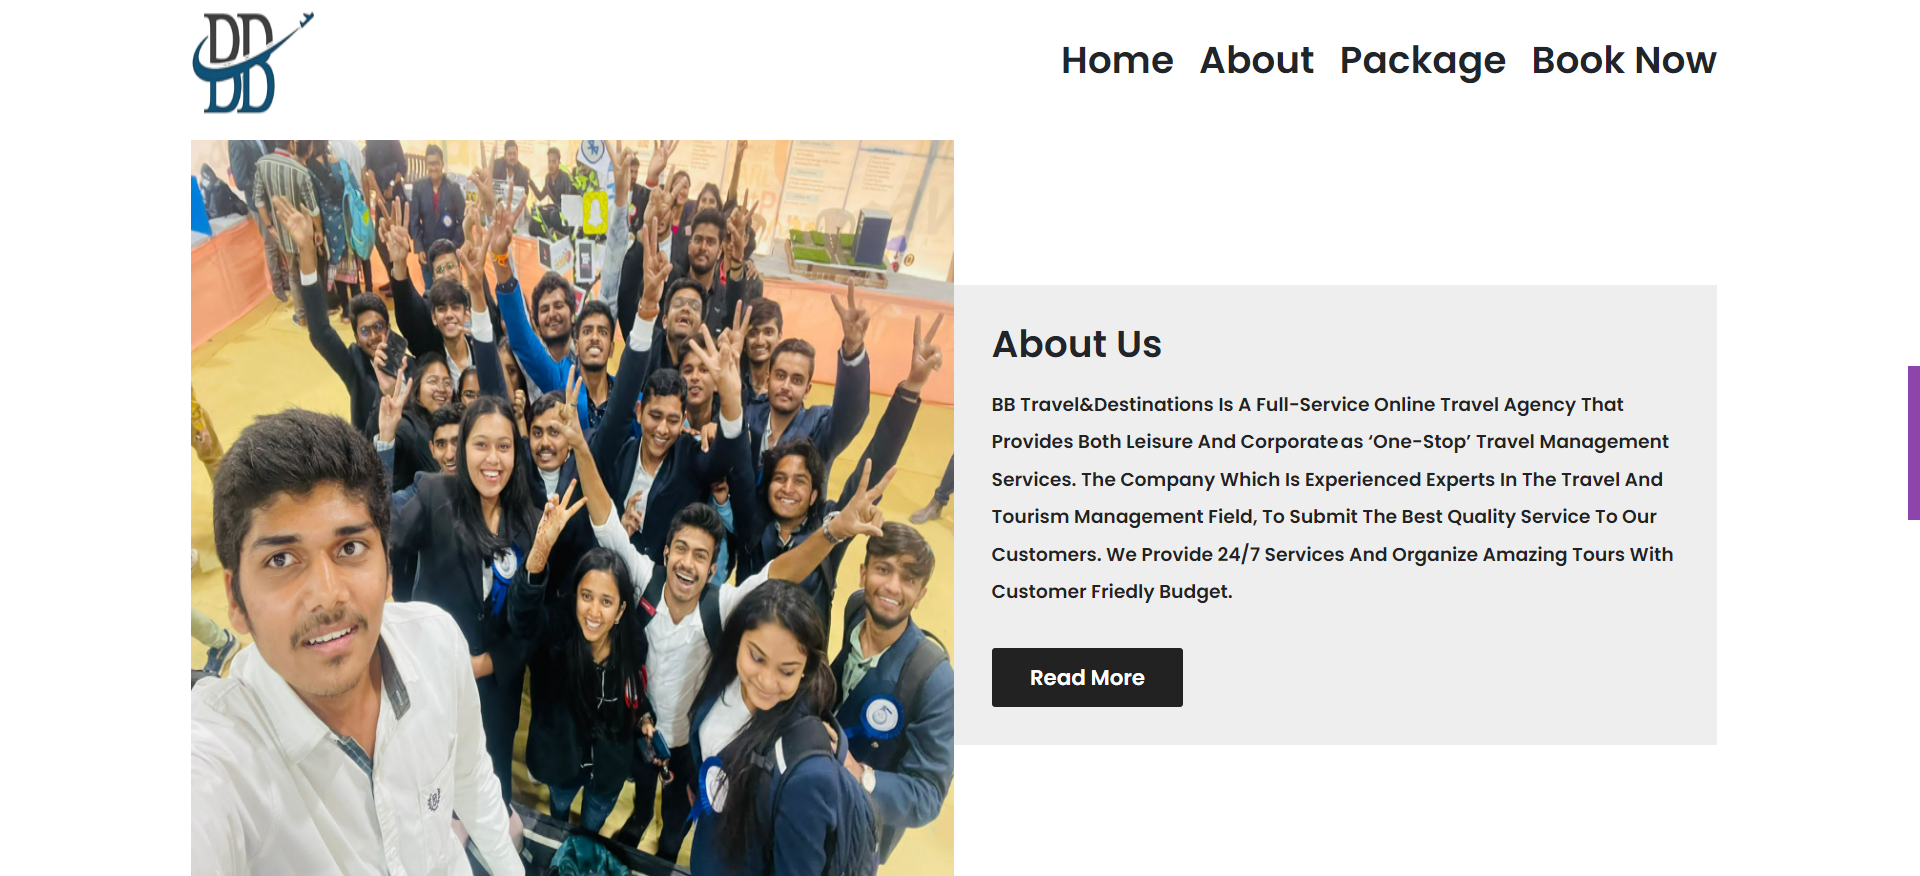 Home About Package Book Now
About Us
BB Travel&Destinations Is A Full-Service Online Travel Agency That
Provides Both Leisure And Corporate as ‘One-Stop’ Travel Management
Services. The Company Which Is Experienced Experts In The Travel And
Tourism Management Field, To Submit The Best Quality Service To Our
Customers. We Provide 24/7 Services And Organize Amazing Tours With
Customer Friedly Budget.
Read More